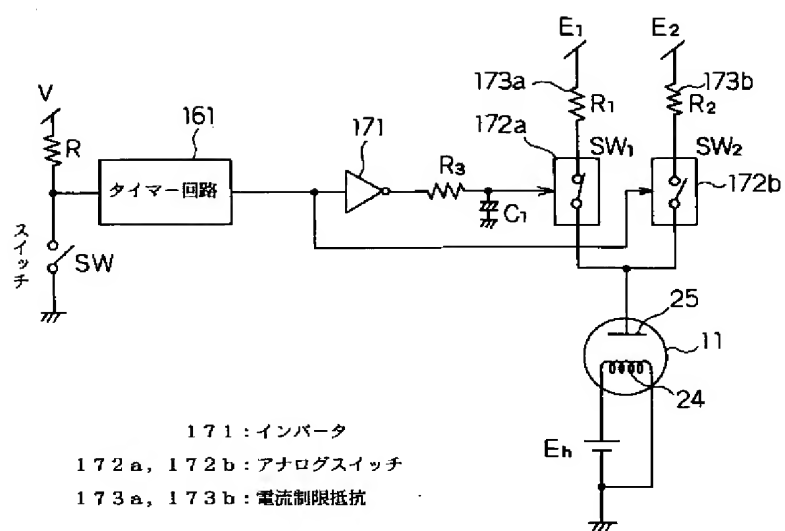 E1
E2
173a
173b
V
161
171
R1
R2
172a
SW1
SW2
R
R3
タイマー回路
172b
C1
スイッチ
SW
25
11
24
Eh
171:インバータ
172a, 172b:アナログスイッチ
173a, 173b:電流制限抵抗